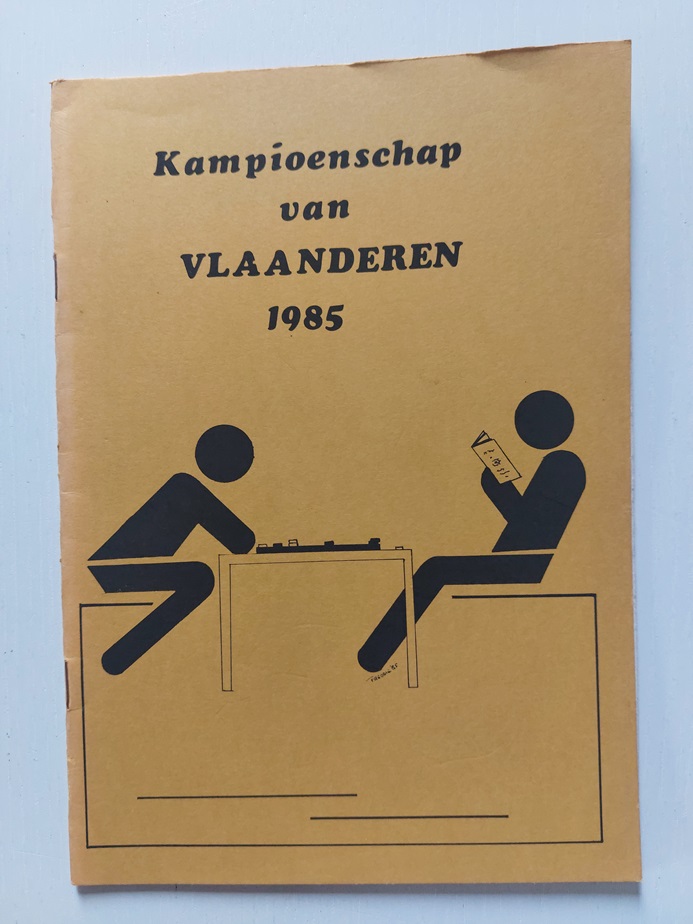 Kampioenschap
van
VLAANDEREN
1985